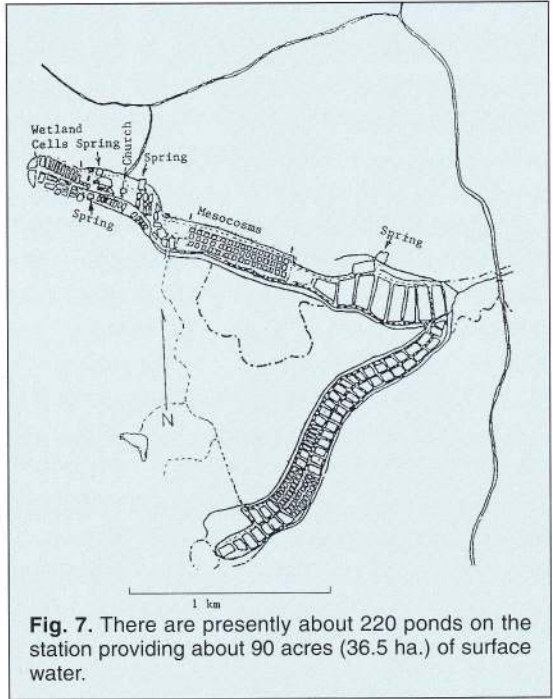 Wetland
Cells Spring
Church
Spring
Spring
Mesocosms
Spring
N
1 km
Fig. 7. There are presently about 220 ponds on the
station providing about 90 acres (36.5 ha.) of surface
water.